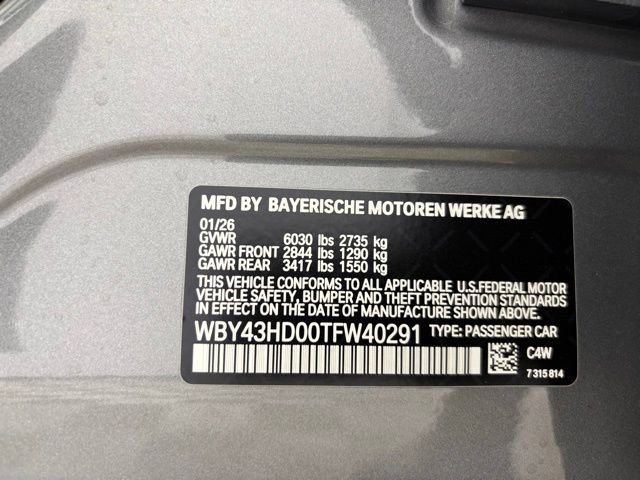 MFD BY BAYERISCHE MOTOREN WERKE AG
01/26
GVWR 6030 lbs 2735 kg
GAWR FRONT 2844 lbs 1290 kg
GAWR REAR 3417 lbs 1550 kg
THIS VEHICLE CONFORMS TO ALL APPLICABLE U.S.FEDERAL MOTOR
VEHICLE SAFETY, BUMPER AND THEFT PREVENTION STANDARDS
IN EFFECT ON THE DATE OF MANUFACTURE SHOWN ABOVE.
WBY43HD00TFW40291 TYPE: PASSENGER CAR
C4W
7 315 814